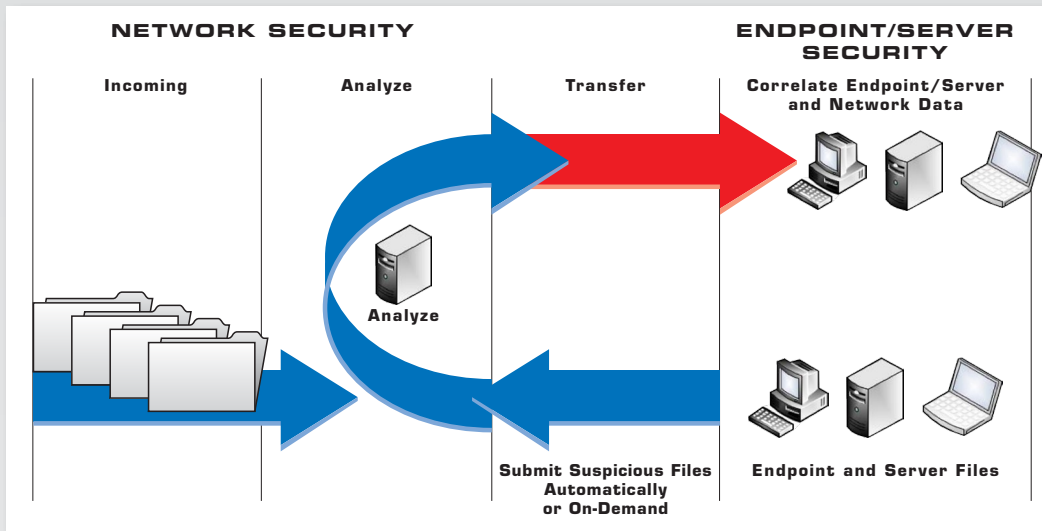 NETWORK SECURITY
ENDPOINT/SERVER
SECURITY
Incoming
Analyze
Transfer
Correlate Endpoint/Server
and Network Data
Analyze
Submit Suspicious Files
Automatically
or On-Demand
Endpoint and Server Files